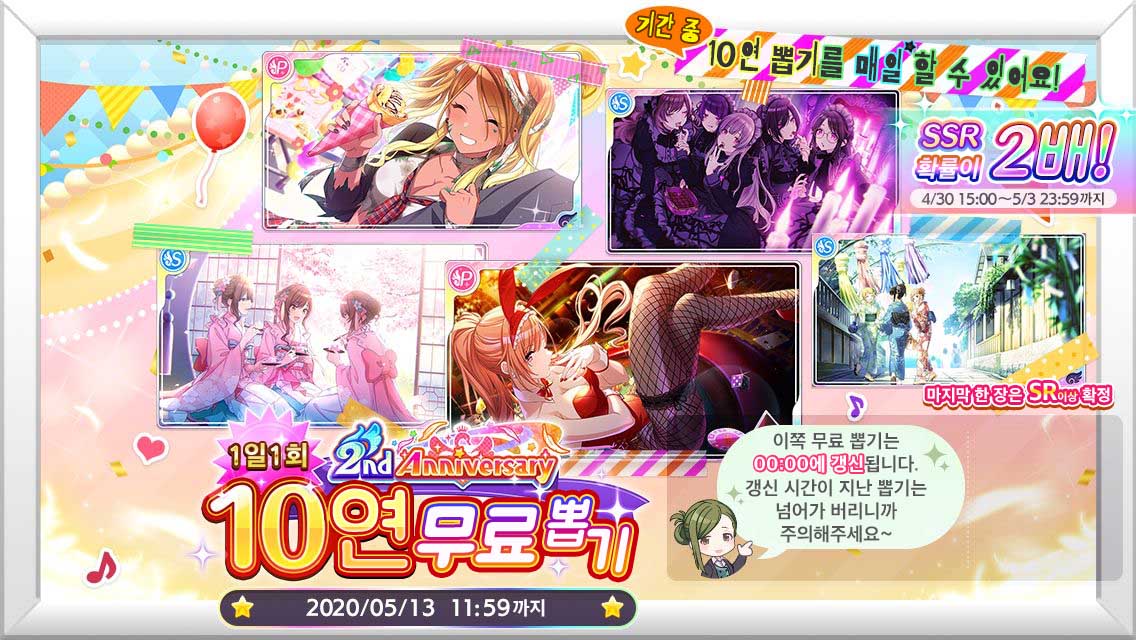 기간 중
10연 뽑기를 매일 할 수 있어요!
P
S
SSR
확률이 2배!
4/30 15:00～5/3 23:59까지
S
P
S
마지막 한 장은 SR이상 확정
1일1회
2nd Anniversary
10연 무료 뽑기
2020/05/13 11:59까지
이쪽 무료 뽑기는
00:00에 갱신됩니다.
갱신 시간이 지난 뽑기는
넘어가 버리니까
주의해주세요~